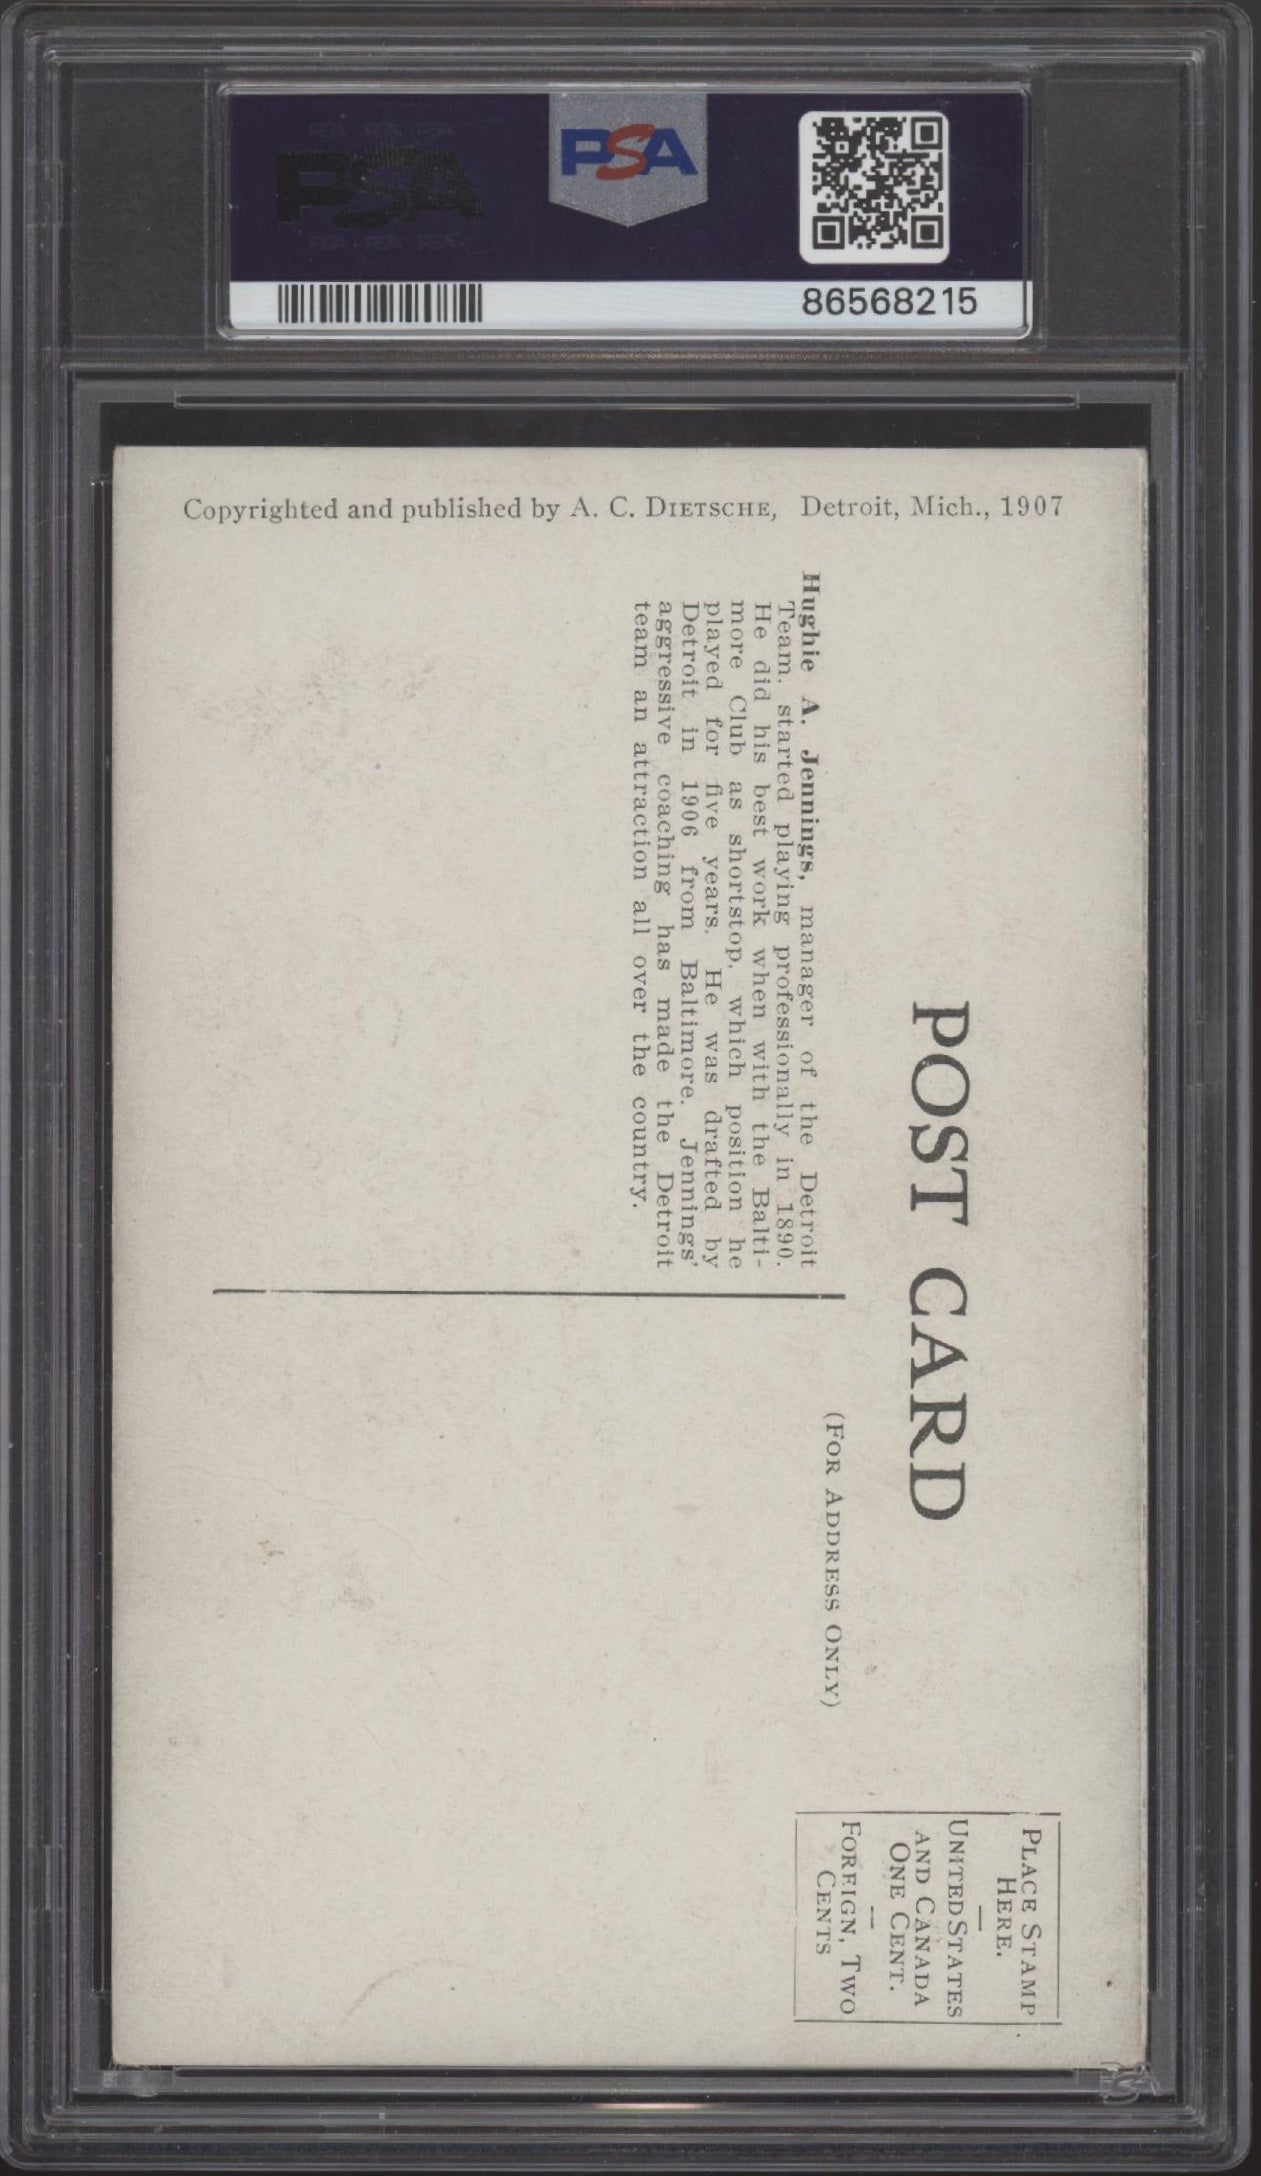 PSA
PSA
86568215
Copyrighted and published by A. C. DIETSCHE, Detroit, Mich., 1907
POST CARD
Hughie A. Jennings, manager of the Detroit
Team, started playing professionally in 1890.
He did his best work when with the Balti-
more Club as shortstop, which position he
played for five years. He was drafted by
Detroit in 1906 from Baltimore. Jennings'
aggressive coaching has made the Detroit
team an attraction all over the country.
(FOR ADDRESS ONLY)
PLACE STAMP
HERE.
UNITED STATES
AND CANADA
ONE CENT.
FOREIGN, TWO
CENTS
PSA